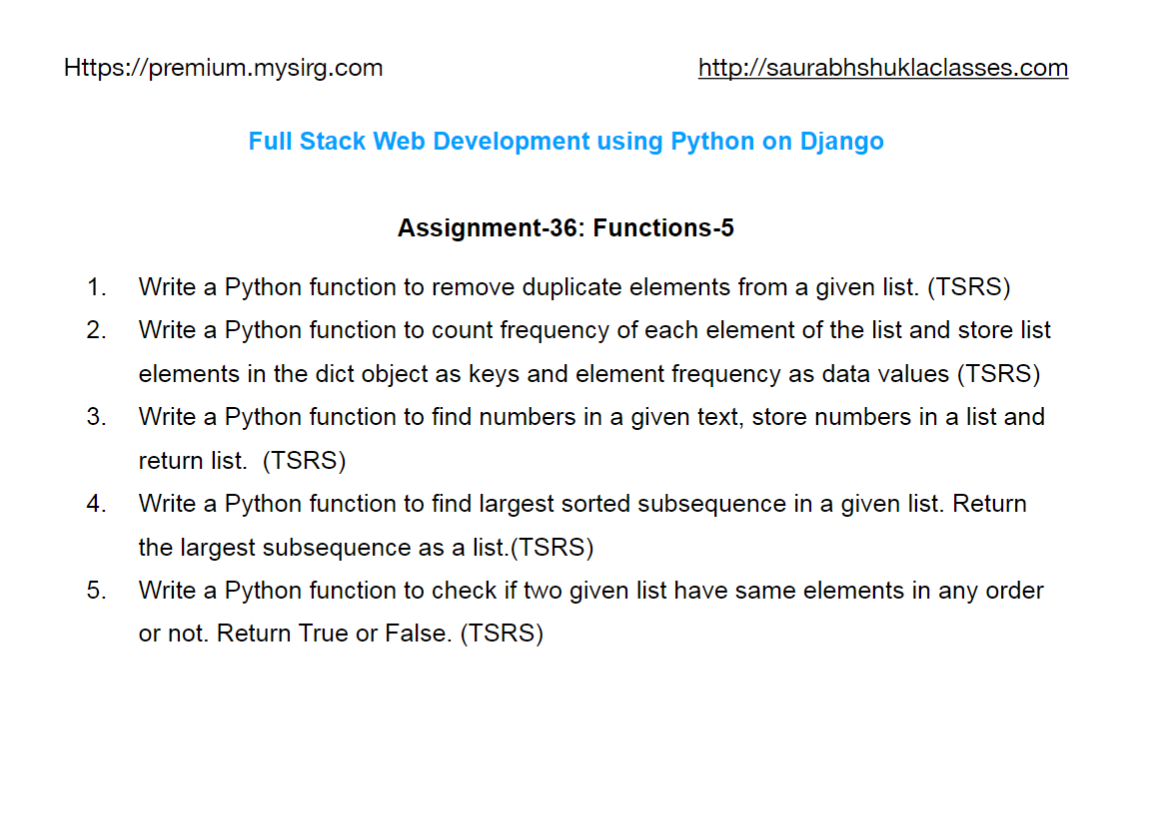 Https://premium.mysirg.com http://saurabhshuklaclasses.com
Full Stack Web Development using Python on Django
Assignment-36: Functions-5
1. Write a Python function to remove duplicate elements from a given list. (TSRS)
2. Write a Python function to count frequency of each element of the list and store list
elements in the dict object as keys and element frequency as data values (TSRS)
3. Write a Python function to find numbers in a given text, store numbers in a list and
return list. (TSRS)
4. Write a Python function to find largest sorted subsequence in a given list. Return
the largest subsequence as a list.(TSRS)
5. Write a Python function to check if two given list have same elements in any order
or not. Return True or False. (TSRS)